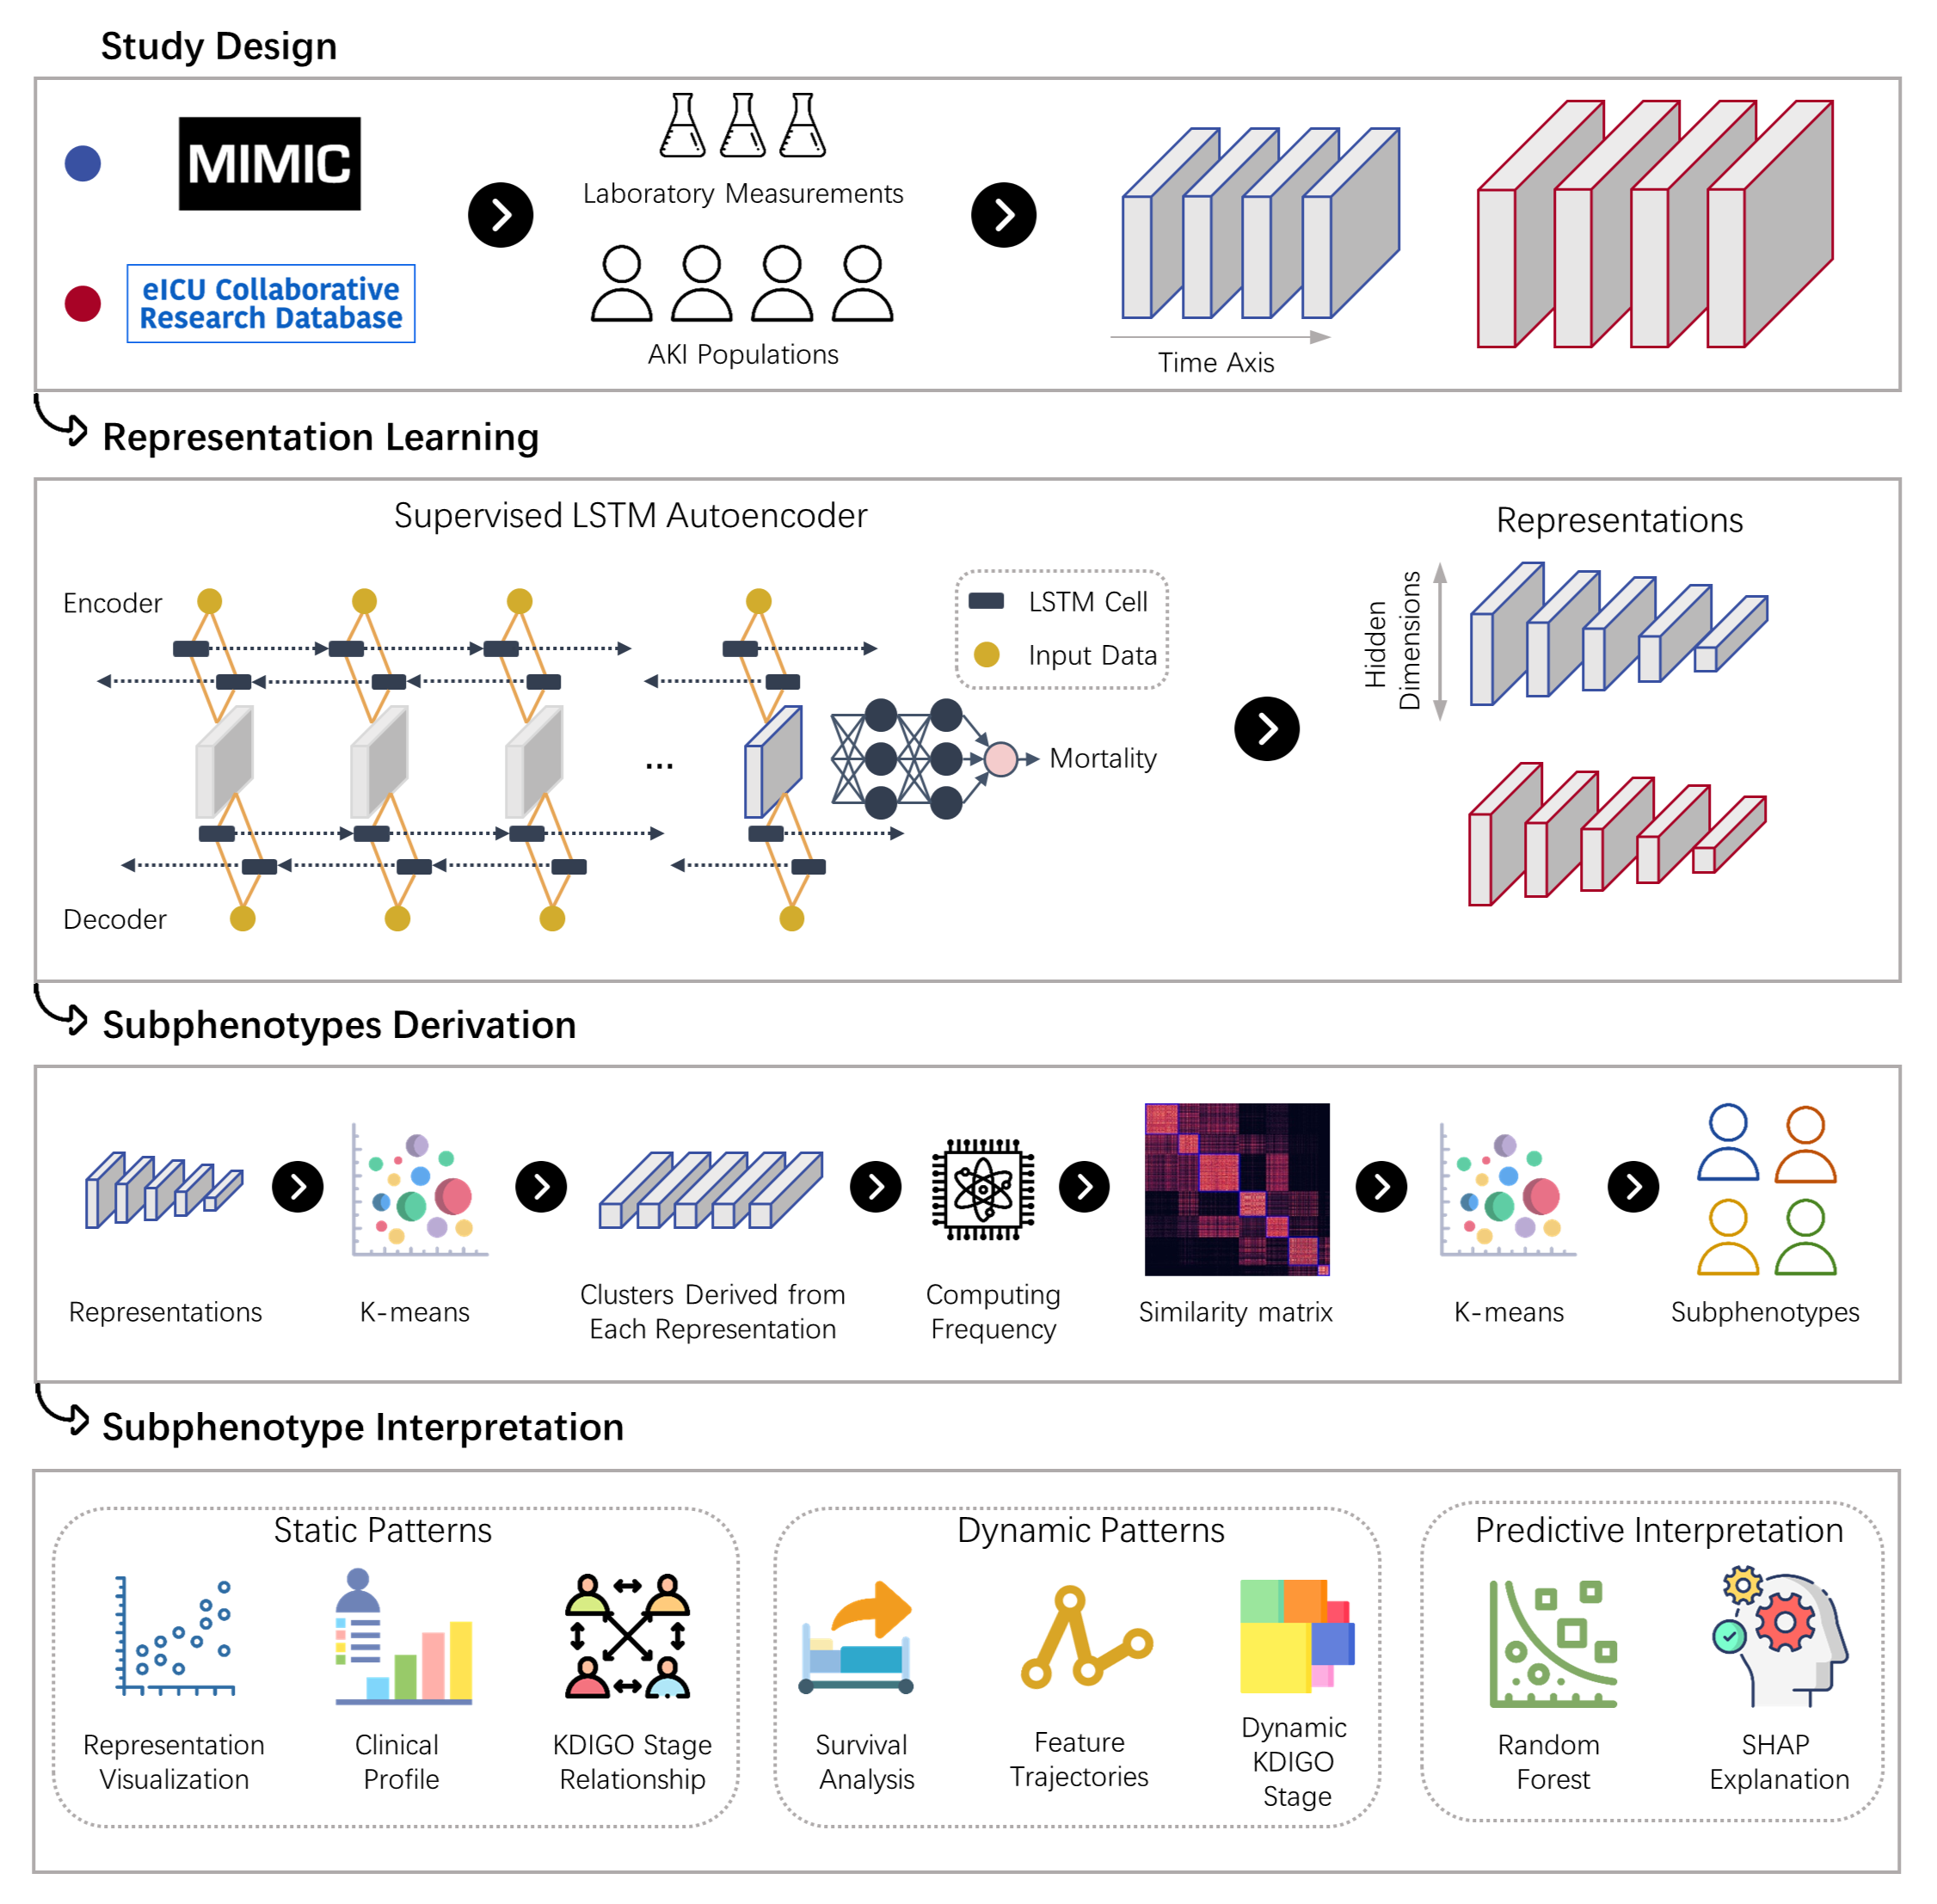 Study Design
MIMIC
eICU Collaborative
Research Database
Laboratory Measurements
AKI Populations
Time Axis
Representation Learning
Supervised LSTM Autoencoder
Encoder
Decoder
LSTM Cell
Input Data
...
Mortality
Representations
Hidden
Dimensions
Subphenotypes Derivation
Representations
K-means
Clusters Derived from
Each Representation
Computing
Frequency
Similarity matrix
K-means
Subphenotypes
Subphenotype Interpretation
Static Patterns
Representation
Visualization
Clinical
Profile
KDIGO Stage
Relationship
Dynamic Patterns
Survival
Analysis
Feature
Trajectories
Dynamic
KDIGO
Stage
Predictive Interpretation
Random
Forest
SHAP
Explanation